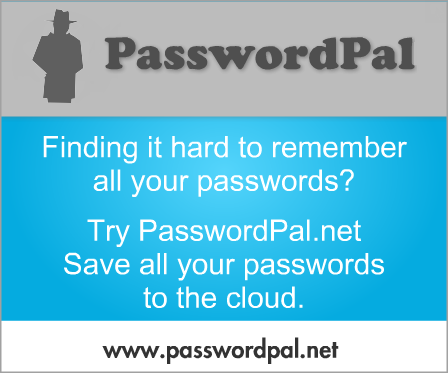 PasswordPal
Finding it hard to remember
all your passwords?
Try PasswordPal.net
Save all your passwords
to the cloud.
www.passwordpal.net